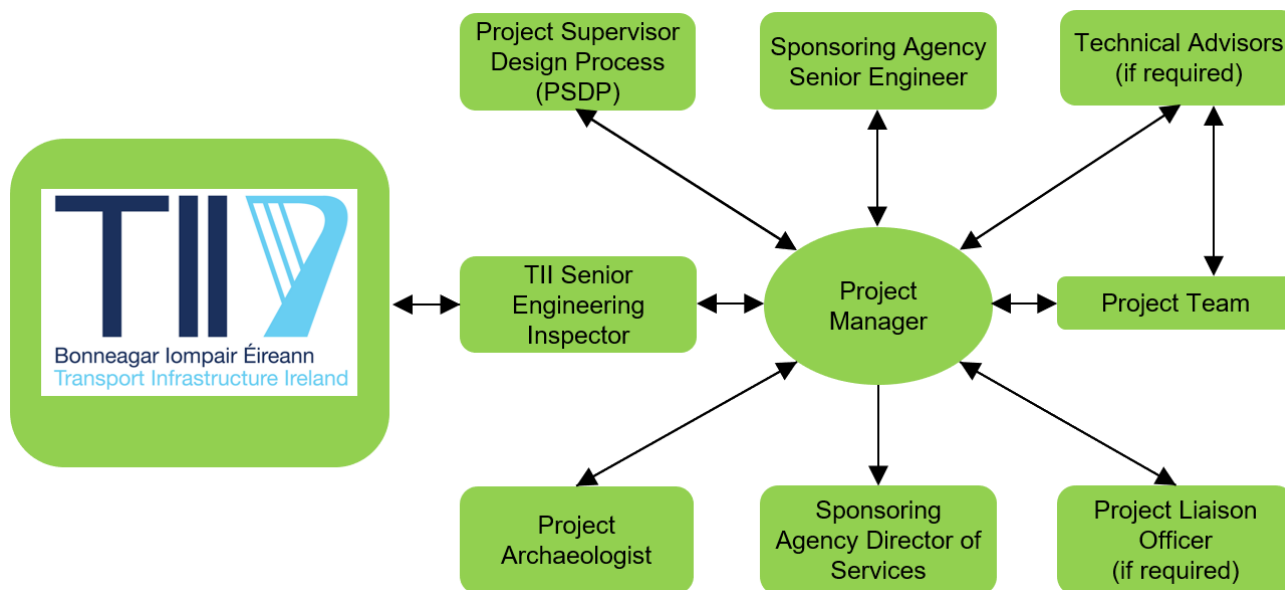 Project Supervisor
Design Process
(PSDP)
Sponsoring Agency
Senior Engineer
Technical Advisors
(if required)
TII
Bonneagar Iompair Éireann
Transport Infrastructure Ireland
TII Senior
Engineering
Inspector
Project
Manager
Project Team
Project
Archaeologist
Sponsoring
Agency Director of
Services
Project Liaison
Officer
(if required)